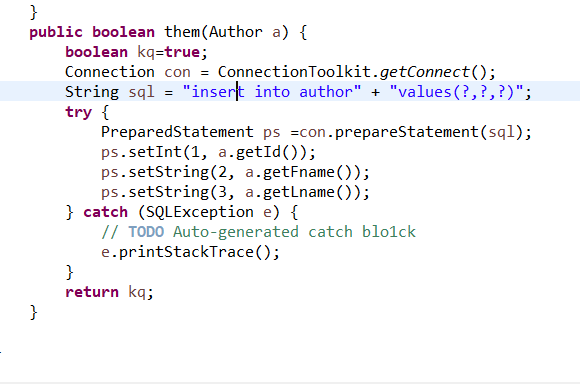 }
public boolean them(Author a) {
boolean kq=true;
Connection con = ConnectionToolkit.getConnect();
String sql = "insert into author" + "values(?,?,?)";
try {
PreparedStatement ps =con.prepareStatement(sql);
ps.setInt(1, a.getId());
ps.setString(2, a.getFname());
ps.setString(3, a.getLname());
} catch (SQLException e) {
// TODO Auto-generated catch blo1ck
e.printStackTrace();
}
return kq;
}